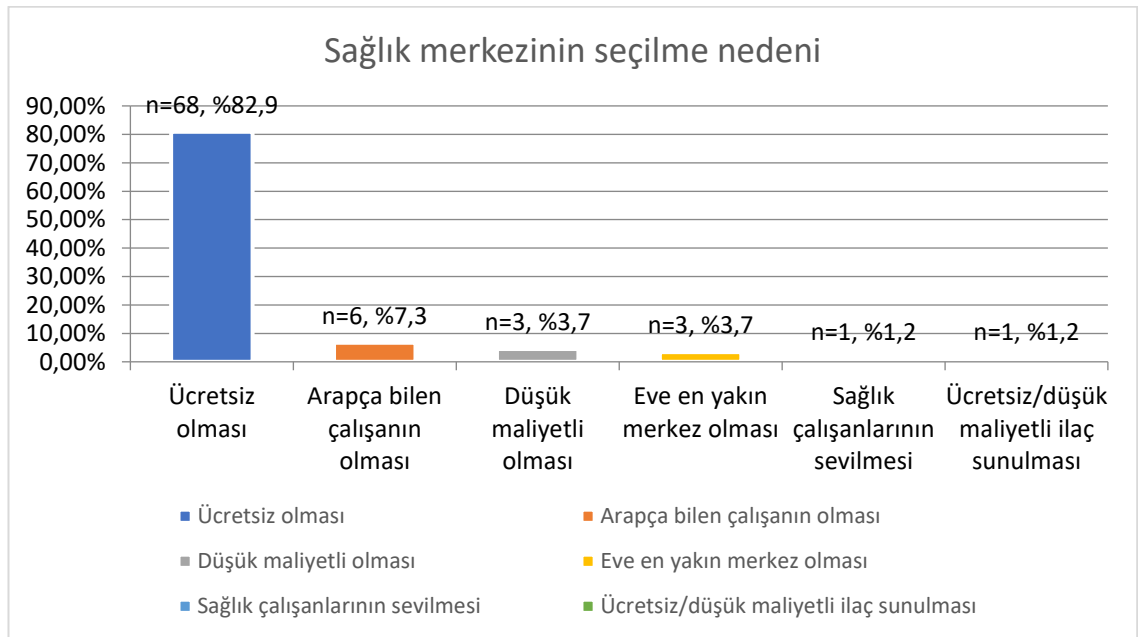 Sağlık merkezinin seçilme nedeni
90,00%
80,00%
70,00%
60,00%
50,00%
40,00%
30,00%
20,00%
10,00%
0,00%
n=68, %82,9
n=6, %7,3
n=3, %3,7
n=3, %3,7
n=1, %1,2
n=1, %1,2
Ücretsiz
olması
Arapça bilen
çalışanın
olması
Düşük
maliyetli
olması
Eve en yakın
merkez olması
Sağlık
çalışanlarının
sevilmesi
Ücretsiz/düşük
maliyetli ilaç
sunulması
Ücretsiz olması
Arapça bilen çalışanın olması
Düşük maliyetli olması
Eve en yakın merkez olması
Sağlık çalışanlarının sevilmesi
Ücretsiz/düşük maliyetli ilaç sunulması